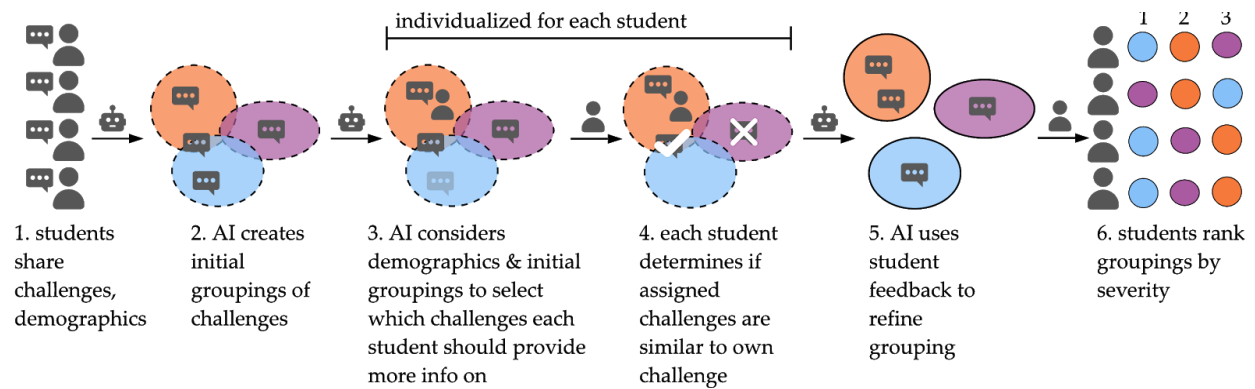 individualized for each student
1 2 3
1. students
share
challenges,
demographics
2. AI creates
initial
groupings of
challenges
3. AI considers
demographics & initial
groupings to select
which challenges each
student should provide
more info on
4. each student
determines if
assigned
challenges are
similar to own
challenge
5. AI uses
student
feedback to
refine
grouping
6. students rank
groupings by
severity